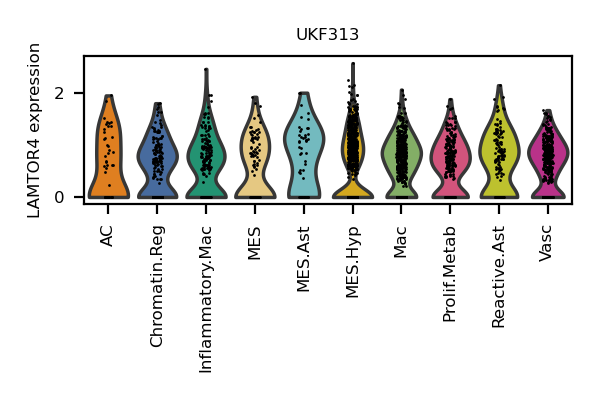 UKF313
LAMTOR4 expression
2
0
AC
Chromatin.Reg
Inflammatory.Mac
MES
MES.Ast
MES.Hyp
Mac
Prolif.Metab
Reactive.Ast
Vasc